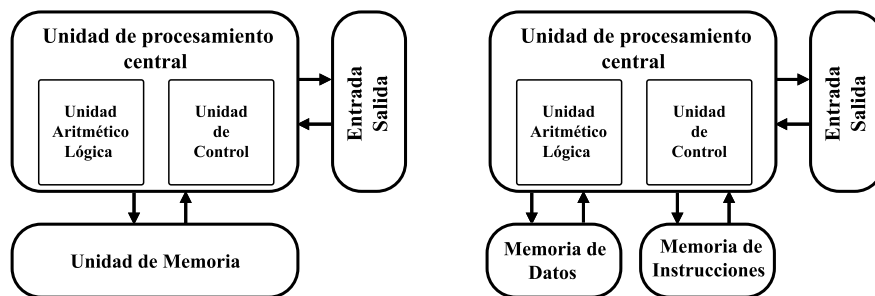 Unidad de procesamiento
central
Unidad
Aritmético
Lógica
Unidad
de
Control
Entrada
Salida
Unidad de Memoria
Unidad de procesamiento
central
Unidad
Aritmético
Lógica
Unidad
de
Control
Entrada
Salida
Memoria de
Datos
Memoria de
Instrucciones